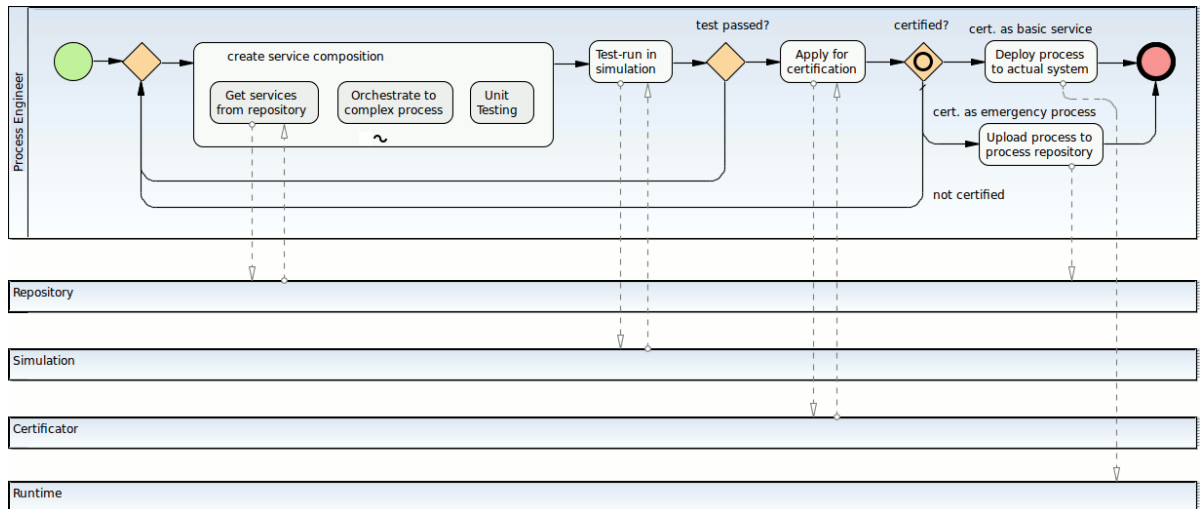 Process Engineer
create service composition
Get services
from repository
Orchestrate to
complex process
Unit
Testing
Test-run in
simulation
test passed?
Apply for
certification
certified?
cert. as basic service
Deploy process
to actual system
cert. as emergency process
Upload process to
process repository
not certified
Repository
Simulation
Certificator
Runtime